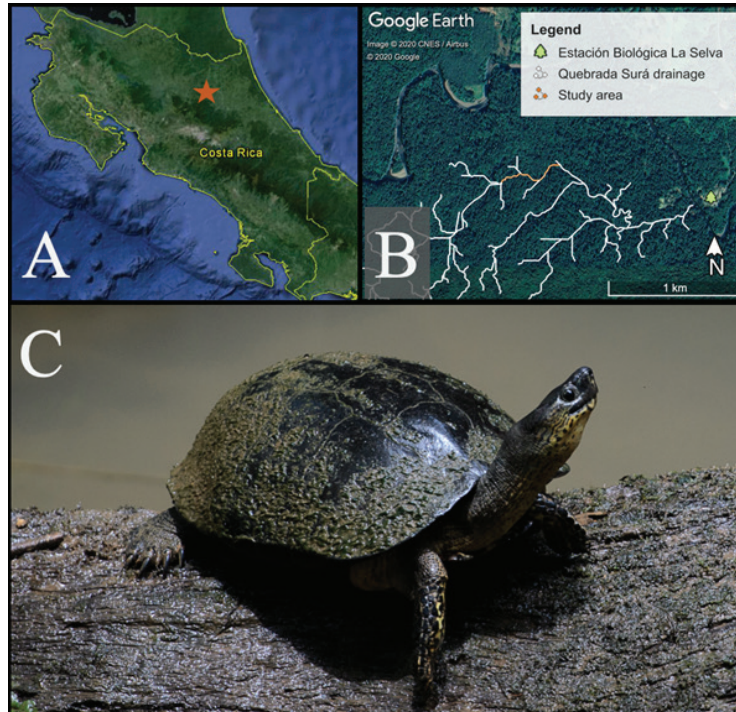 Costa Rica
A
Google Earth
Image © 2020 CNES / Airbus
© 2020 Google
Legend
Estación Biológica La Selva
Quebrada Surá drainage
Study area
B
N
1 km
C